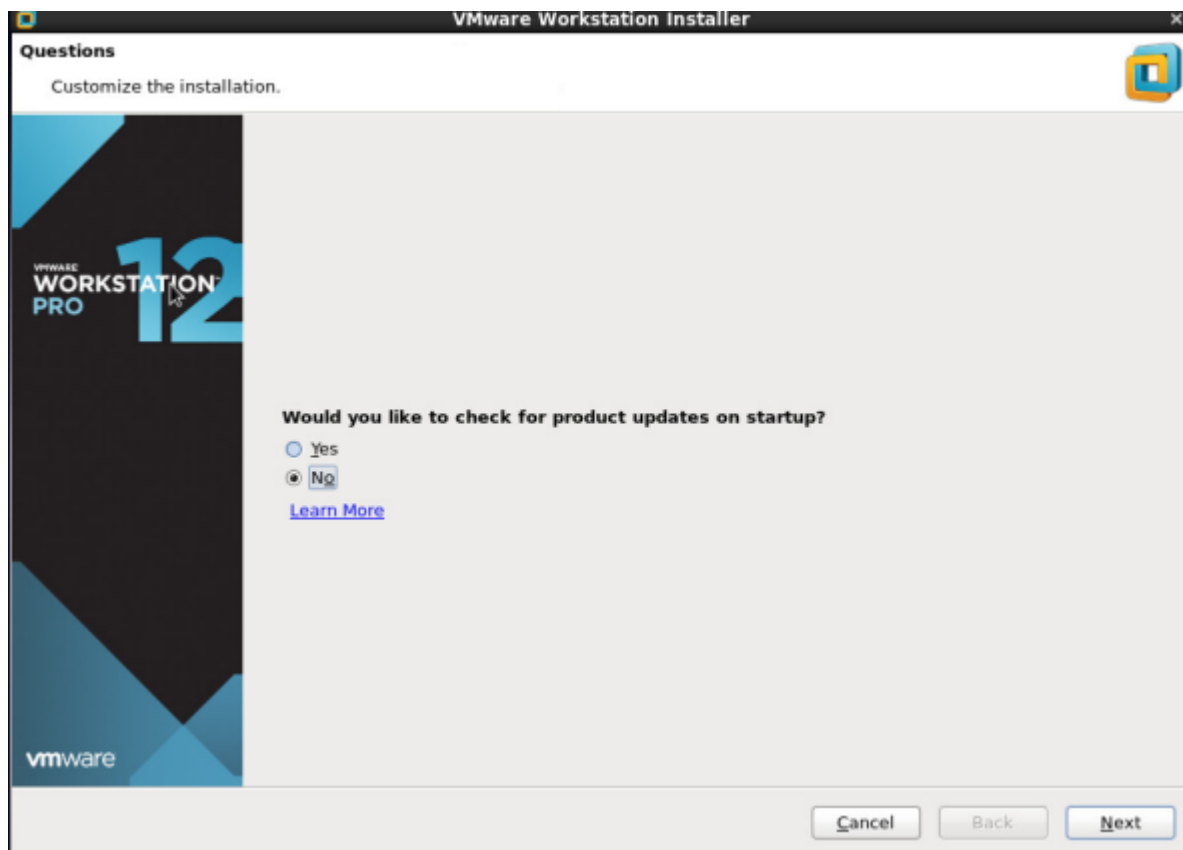 VMware Workstation Installer
Questions
Customize the installation.
VMWARE
WORKSTATION
PRO
12
Would you like to check for product updates on startup?
Yes
No
Learn More
vmware
Cancel
Back
Next